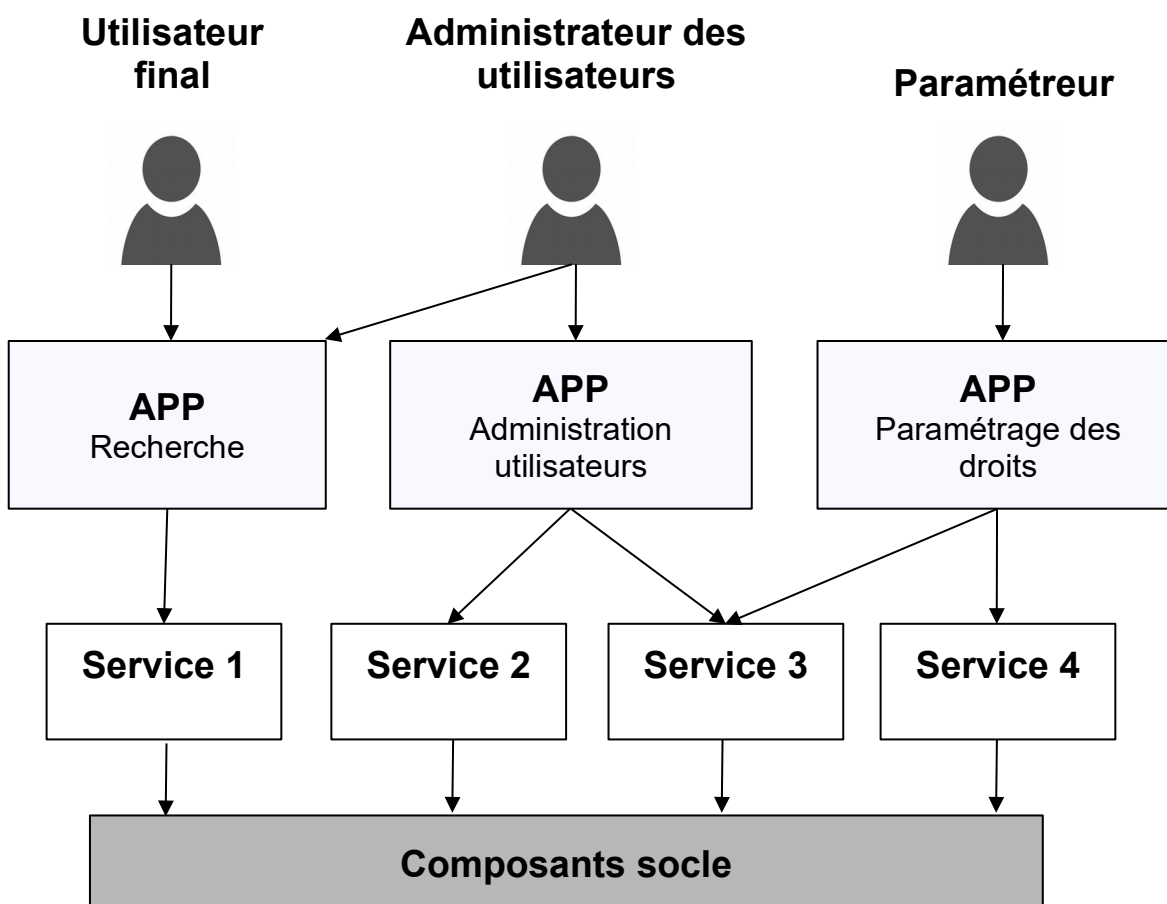 Utilisateur
final
Administrateur des
utilisateurs
Paramétreur
APP
Recherche
APP
Administration
utilisateurs
APP
Paramétrage des
droits
Service 1
Service 2
Service 3
Service 4
Composants socle